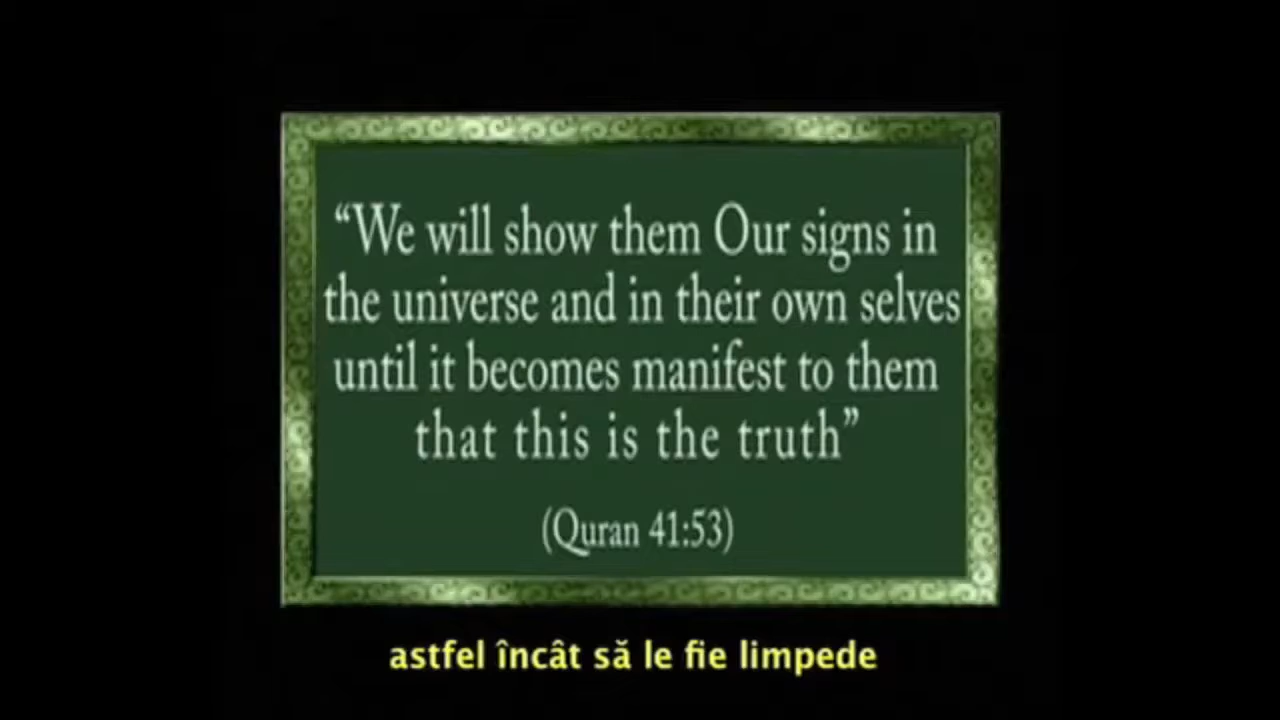 “We will show them Our signs in
the universe and in their own selves
until it becomes manifest to them
that this is the truth”
(Quran 41:53)
astfel încât să le fie limpede